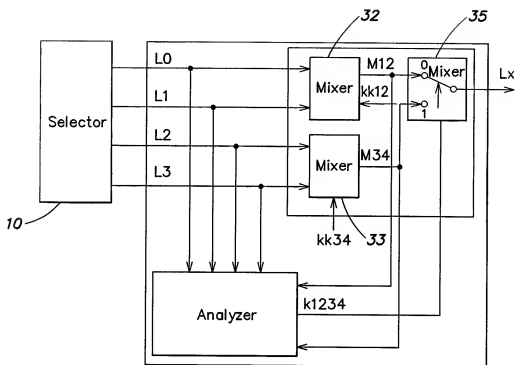 32
35
L0
M12
0
Mixer
Lx
Mixer
kk12
L1
1
Selector
L2
M34
Mixer
L3
10
kk34
33
Analyzer
k1234